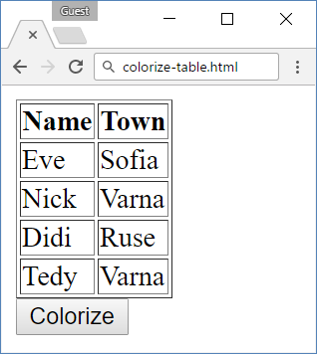 Guest
colorize-table.html
Name Town
Eve Sofia
Nick Varna
Didi Ruse
Tedy Varna
Colorize